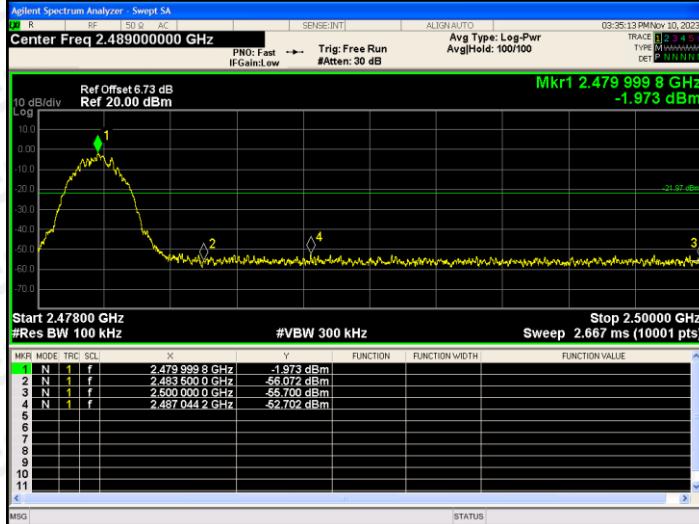 Agilent Spectrum Analyzer - Swept SA
R RF 50 Ω AC SENSE:INT ALIGN AUTO 03:35:13 PM Nov 10, 2023
Center Freq 2.489000000 GHz
PNO: Fast
IFGain:Low
Trig: Free Run
#Atten: 30 dB
Avg Type: Log-Pwr
Avg|Hold: 100/100
TRACE 1 2 3 4 5
TYPE M
DET P N N N N
Mkr1 2.479 999 8 GHz
-1.973 dBm
Ref Offset 6.73 dB
Ref 20.00 dBm
10 dB/div
Log
10.0
0.00
-10.0
-20.0
-30.0
-40.0
-50.0
-60.0
-70.0
1
2
4
3
-21.97 dBm
Start 2.47800 GHz Stop 2.50000 GHz
#Res BW 100 kHz #VBW 300 kHz Sweep 2.667 ms (10001 pts)
MKR MODE TRC SCL X Y FUNCTION FUNCTION WIDTH FUNCTION VALUE
1 N 1 f 2.479 999 8 GHz -1.973 dBm
2 N 1 f 2.483 500 0 GHz -56.072 dBm
3 N 1 f 2.500 000 0 GHz -55.700 dBm
4 N 1 f 2.487 044 2 GHz -52.702 dBm
5
6
7
8
9
10
11
MSG STATUS